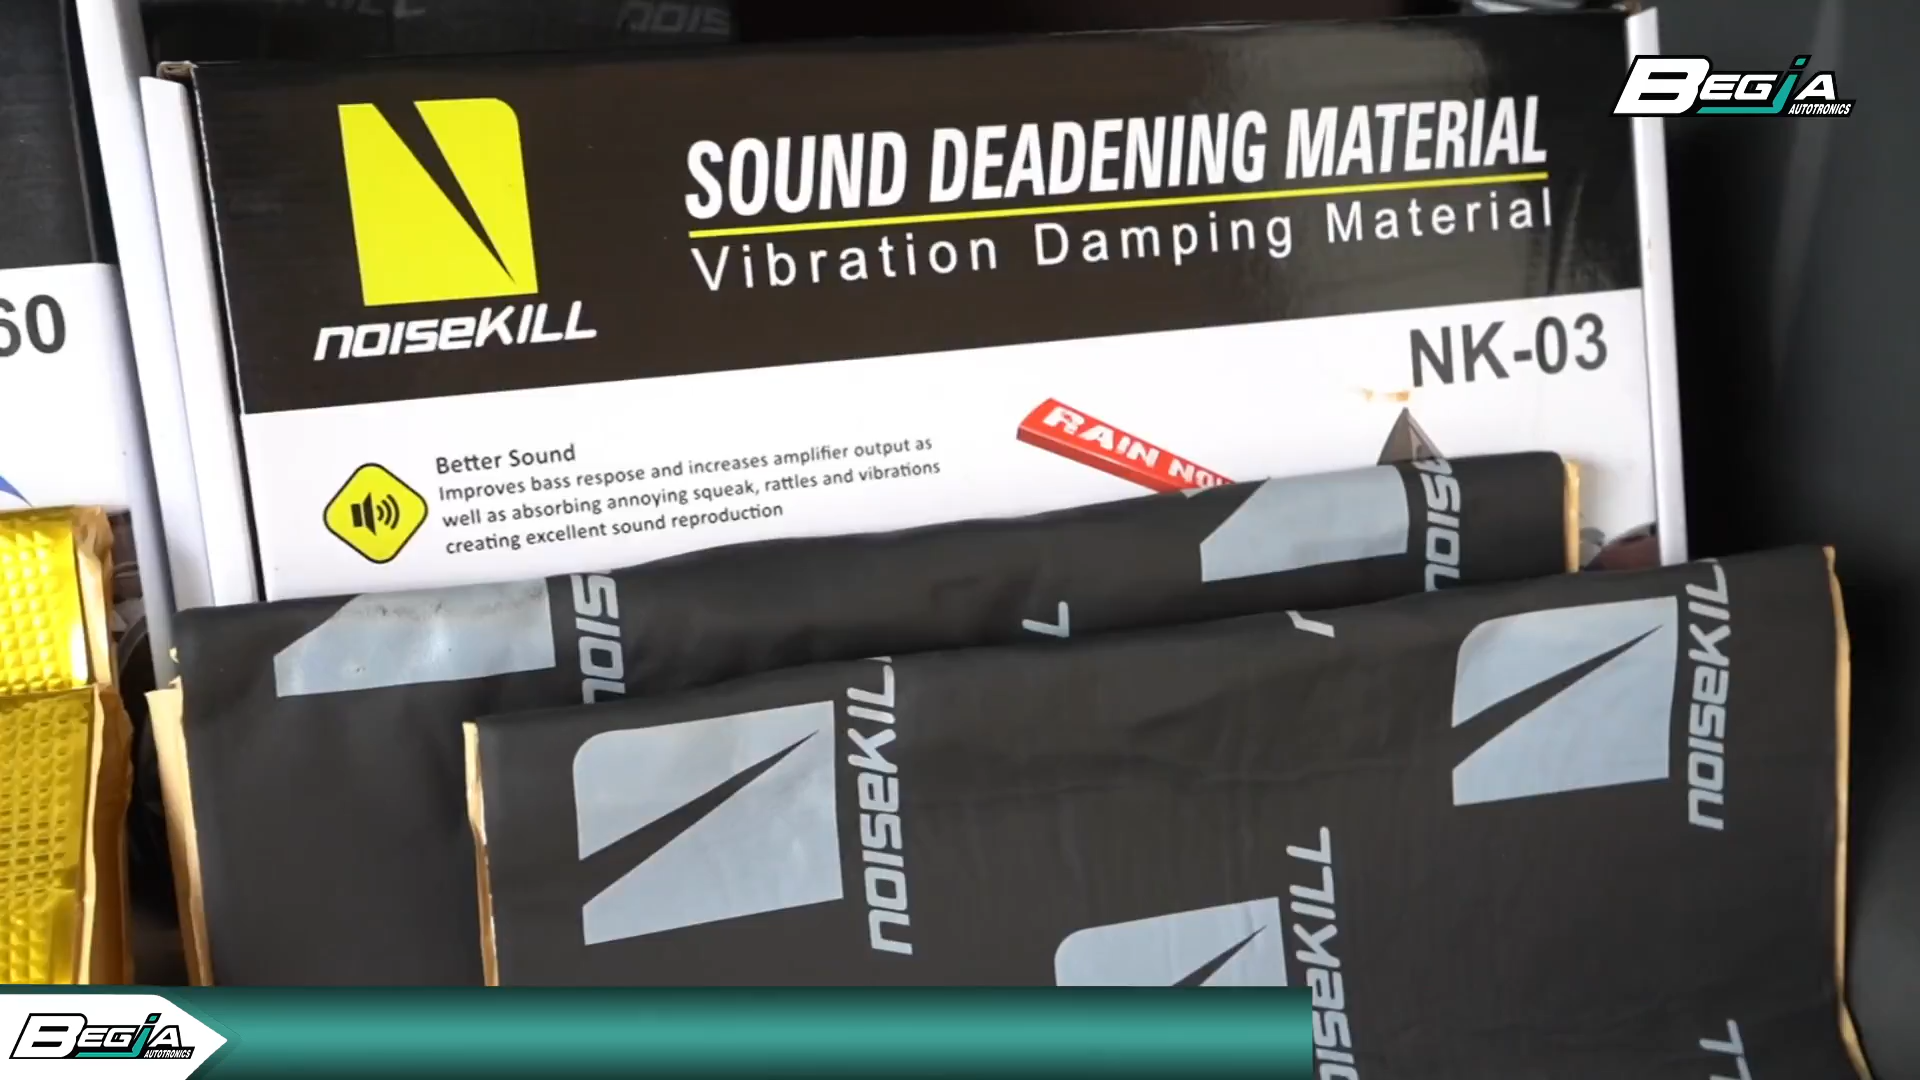 BEGJA
AUTOTRONICS
SOUND DEADENING MATERIAL
Vibration Damping Material
noiseKILL
60
NK-03
Better Sound
Improves bass respose and increases amplifier output as
well as absorbing annoying squeak, rattles and vibrations
creating excellent sound reproduction
RAIN
noiseKILL
noiseKILL
noiseKILL
BEGJA
AUTOTRONICS